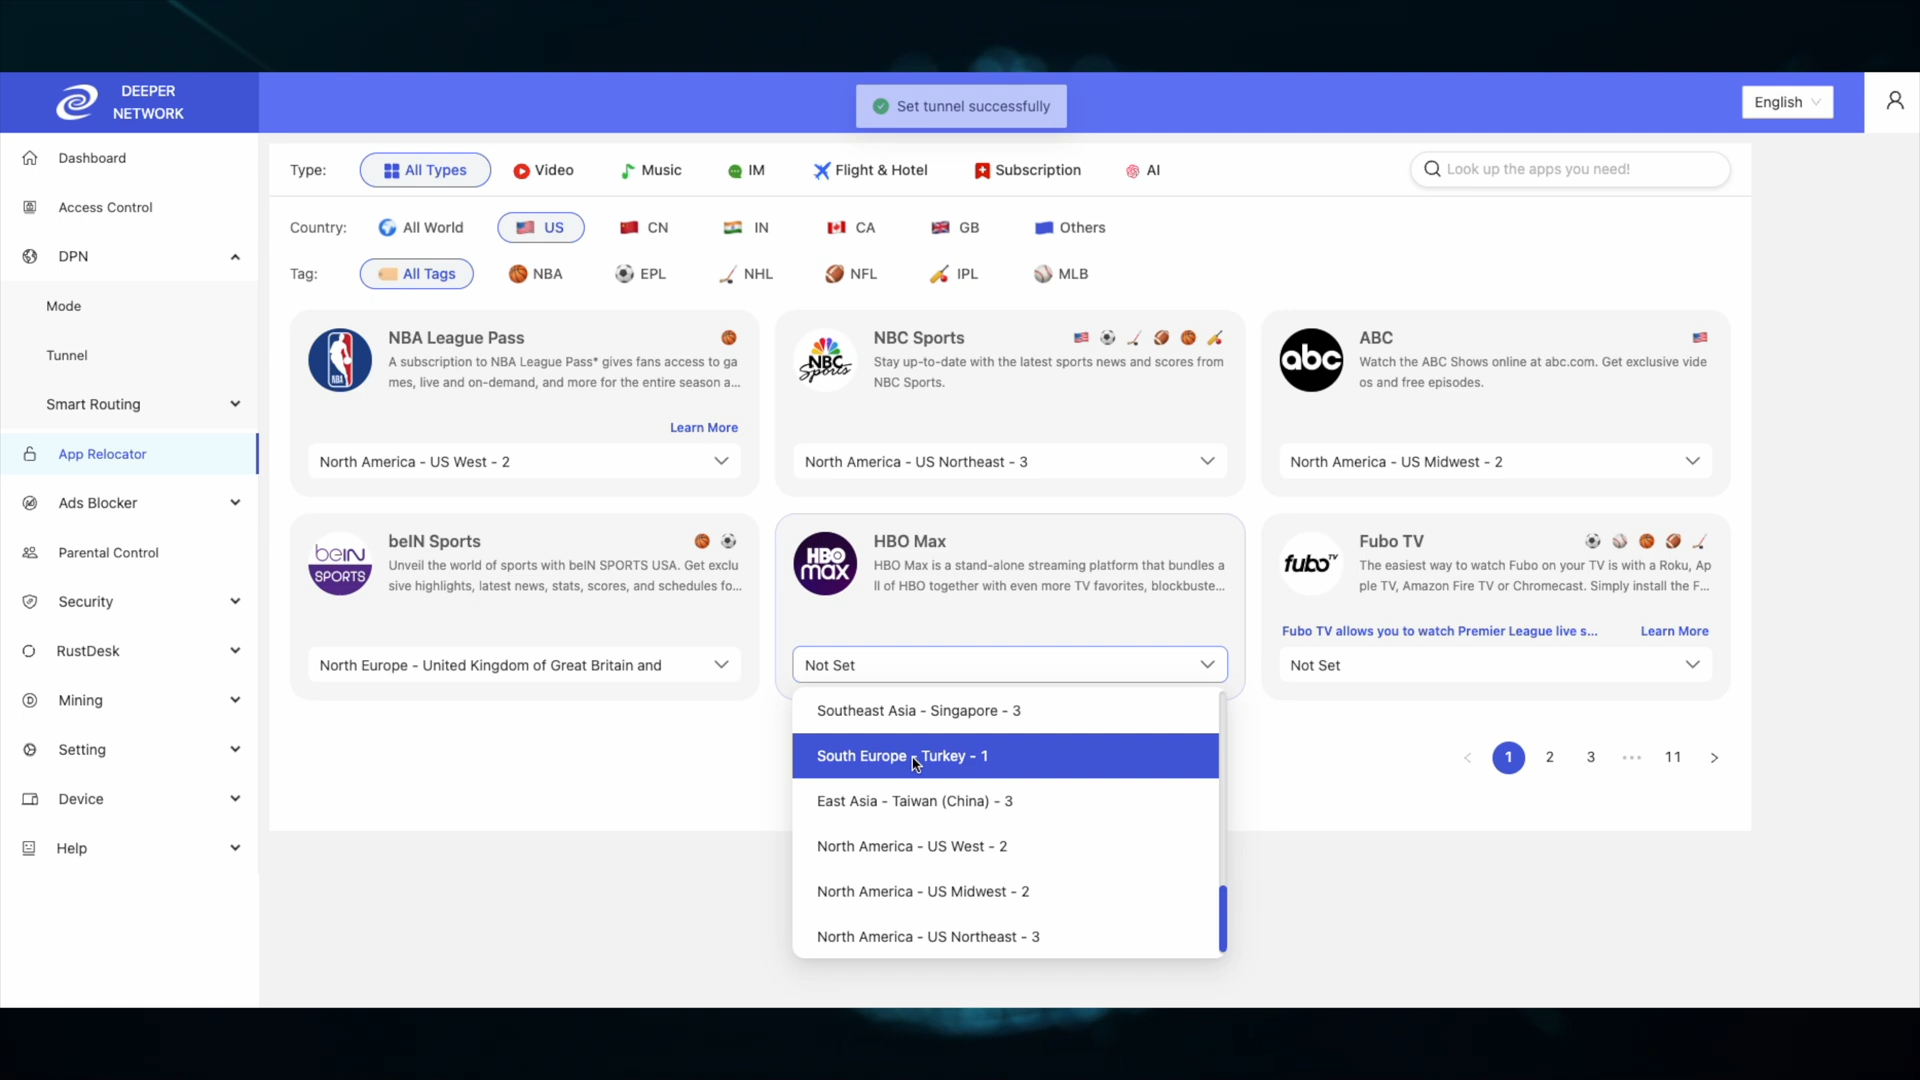 DEEPER
NETWORK
Set tunnel successfully
English
Dashboard
Access Control
DPN
Mode
Tunnel
Smart Routing
App Relocator
Ads Blocker
Parental Control
Security
RustDesk
Mining
Setting
Device
Help
Type: All Types Video Music IM Flight & Hotel Subscription AI
Look up the apps you need!
Country: All World US CN IN CA GB Others
Tag: All Tags NBA EPL NHL NFL IPL MLB
NBA
NBA League Pass
A subscription to NBA League Pass* gives fans access to ga
mes, live and on-demand, and more for the entire season a...
Learn More
North America - US West - 2
NBC
Sports
NBC Sports
Stay up-to-date with the latest sports news and scores from
NBC Sports.
North America - US Northeast - 3
abc
ABC
Watch the ABC Shows online at abc.com. Get exclusive vide
os and free episodes.
North America - US Midwest - 2
beIN
SPORTS
beIN Sports
Unveil the world of sports with beIN SPORTS USA. Get exclu
sive highlights, latest news, stats, scores, and schedules fo...
North Europe - United Kingdom of Great Britain and
HBO
max
HBO Max
HBO Max is a stand-alone streaming platform that bundles a
ll of HBO together with even more TV favorites, blockbuste...
Not Set
Southeast Asia - Singapore - 3
South Europe - Turkey - 1
East Asia - Taiwan (China) - 3
North America - US West - 2
North America - US Midwest - 2
North America - US Northeast - 3
fuboTV
Fubo TV
The easiest way to watch Fubo on your TV is with a Roku, Ap
ple TV, Amazon Fire TV or Chromecast. Simply install the F...
Fubo TV allows you to watch Premier League live s... Learn More
Not Set
1 2 3 ••• 11